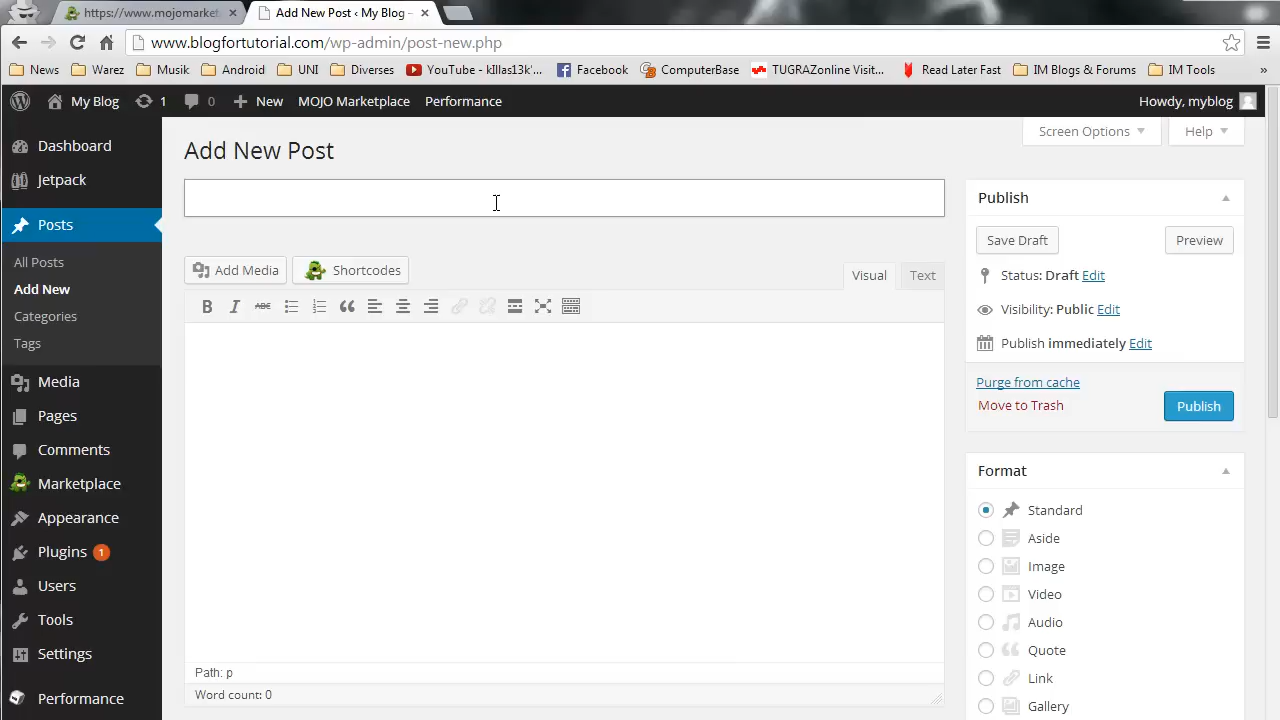 https://www.mojomarket
Add New Post ‹ My Blog –
www.blogfortutorial.com/wp-admin/post-new.php
News Warez Musik Android UNI Diverses YouTube - kIllas13k'... Facebook ComputerBase TUGRAZonline Visit... Read Later Fast IM Blogs & Forums IM Tools »
My Blog 1 0 New MOJO Marketplace Performance Howdy, myblog
Screen Options Help
Add New Post
Dashboard
Jetpack
Posts
All Posts
Add New
Categories
Tags
Media
Pages
Comments
Marketplace
Appearance
Plugins 1
Users
Tools
Settings
Performance
Add Media Shortcodes
Visual Text
B I ABC
Path: p
Word count: 0
Publish
Save Draft Preview
Status: Draft Edit
Visibility: Public Edit
Publish immediately Edit
Purge from cache
Move to Trash
Publish
Format
Standard
Aside
Image
Video
Audio
Quote
Link
Gallery